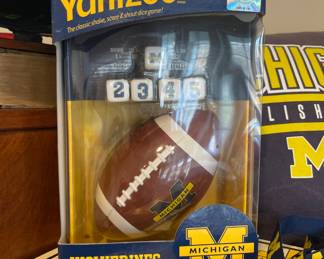 Yahtzee
The classic shake, score & shout dice game!
2 3 4 5
HIG
LISH
M
MICHIGAN
MICHIGAN
WOLVERINES